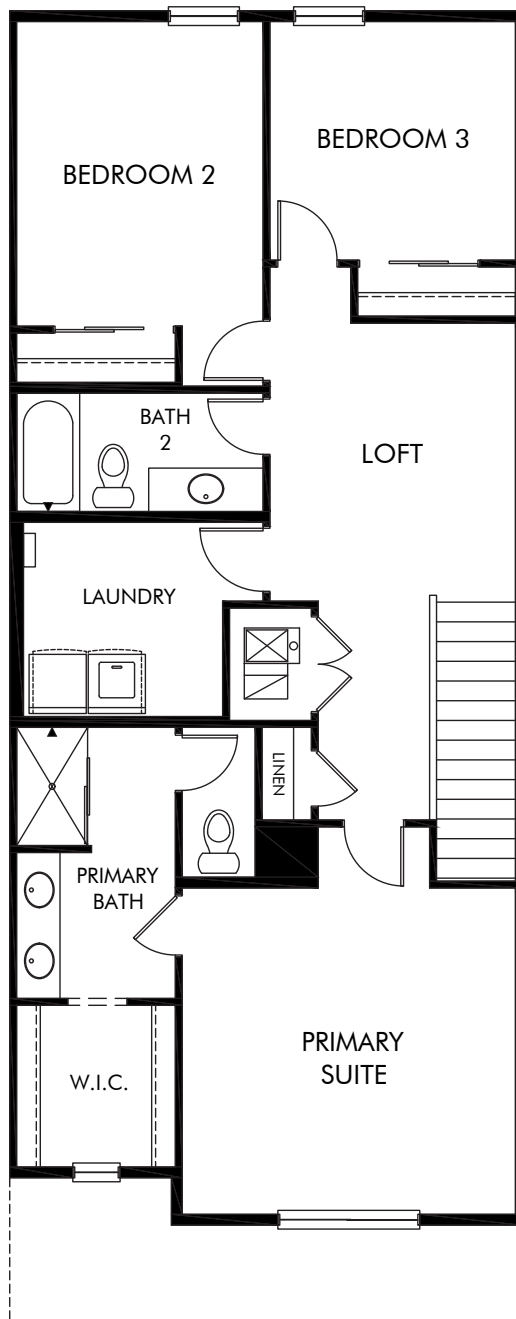 BEDROOM 3
BEDROOM 2
BATH
2
LOFT
LAUNDRY
LINEN
PRIMARY
BATH
PRIMARY
SUITE
W.I.C.